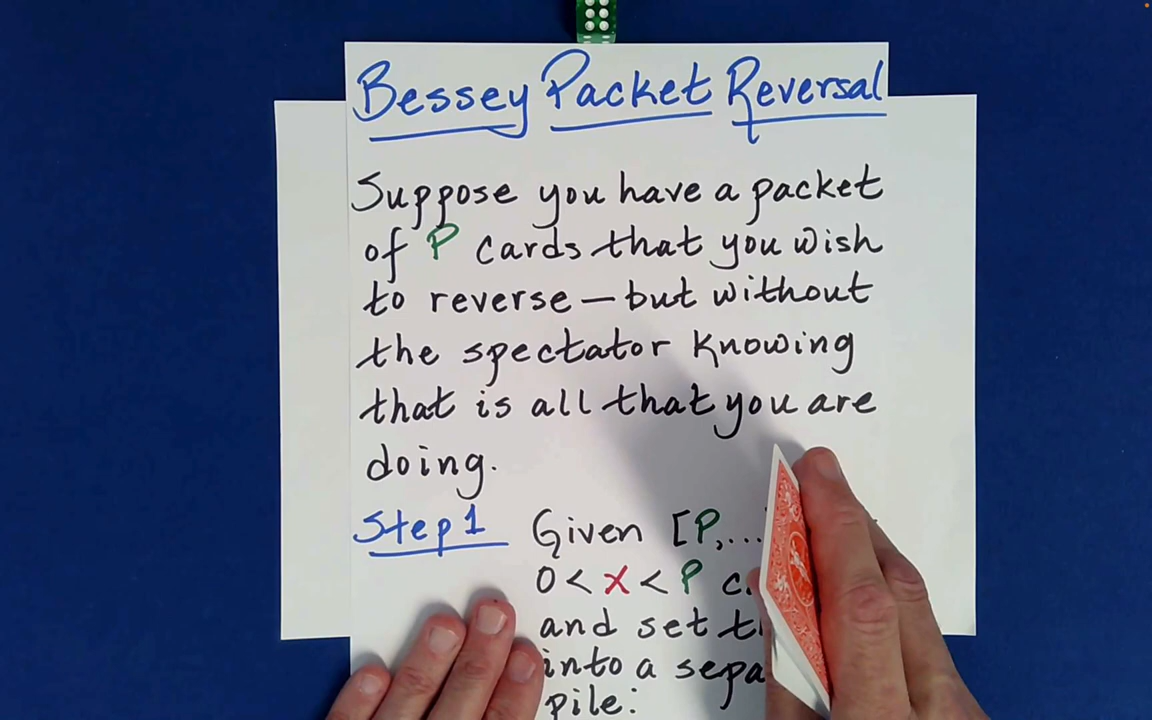 Bessey Packet Reversal
Suppose you have a packet
of P cards that you wish
to reverse — but without
the spectator knowing
that is all that you are
doing.
Step 1 Given [P,...
0 < X < P
and set
into a
pile: